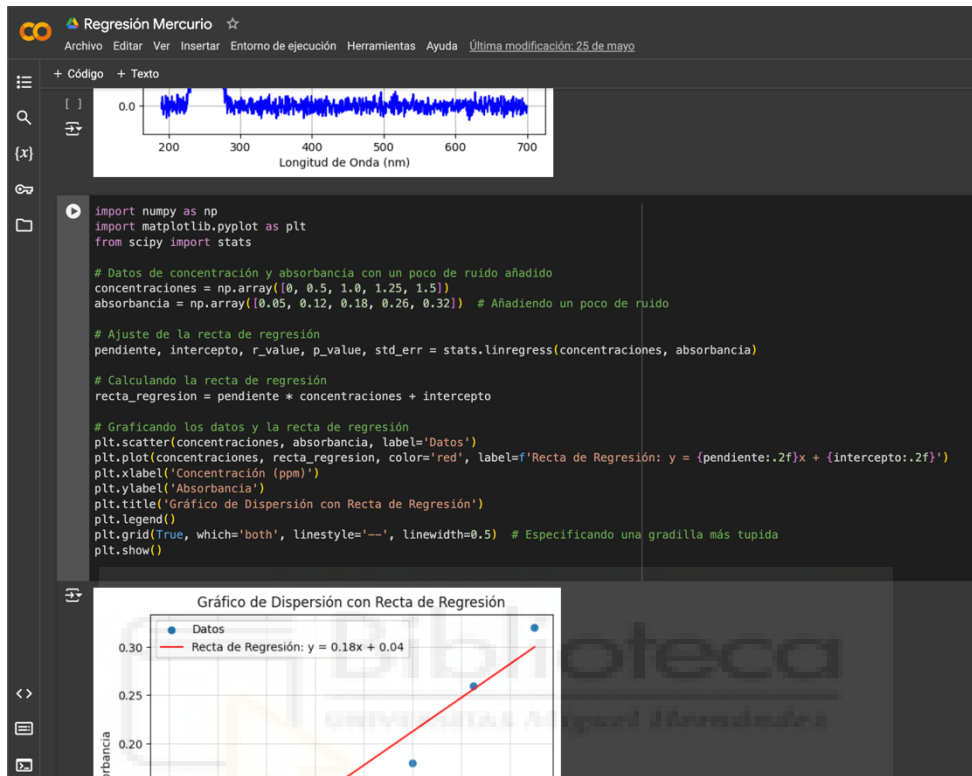 Regresión Mercurio
Archivo Editar Ver Insertar Entorno de ejecución Herramientas Ayuda Última modificación: 25 de mayo
+ Código + Texto
[ ]
0.0
200 300 400 500 600 700
Longitud de Onda (nm)
{x}
import numpy as np
import matplotlib.pyplot as plt
from scipy import stats
# Datos de concentración y absorbancia con un poco de ruido añadido
concentraciones = np.array([0, 0.5, 1.0, 1.25, 1.5])
absorbancia = np.array([0.05, 0.12, 0.18, 0.26, 0.32])  # Añadiendo un poco de ruido
# Ajuste de la recta de regresión
pendiente, intercepto, r_value, p_value, std_err = stats.linregress(concentraciones, absorbancia)
# Calculando la recta de regresión
recta_regresion = pendiente * concentraciones + intercepto
# Graficando los datos y la recta de regresión
plt.scatter(concentraciones, absorbancia, label='Datos')
plt.plot(concentraciones, recta_regresion, color='red', label=f'Recta de Regresión: y = {pendiente:.2f}x + {intercepto:.2f}')
plt.xlabel('Concentración (ppm)')
plt.ylabel('Absorbancia')
plt.title('Gráfico de Dispersión con Recta de Regresión')
plt.legend()
plt.grid(True, which='both', linestyle='--', linewidth=0.5)  # Especificando una gradilla más tupida
plt.show()
Gráfico de Dispersión con Recta de Regresión
Datos
Recta de Regresión: y = 0.18x + 0.04
0.30
0.25
0.20
rbancia
Biblioteca
UNIVERSITAS Miguel Hernández